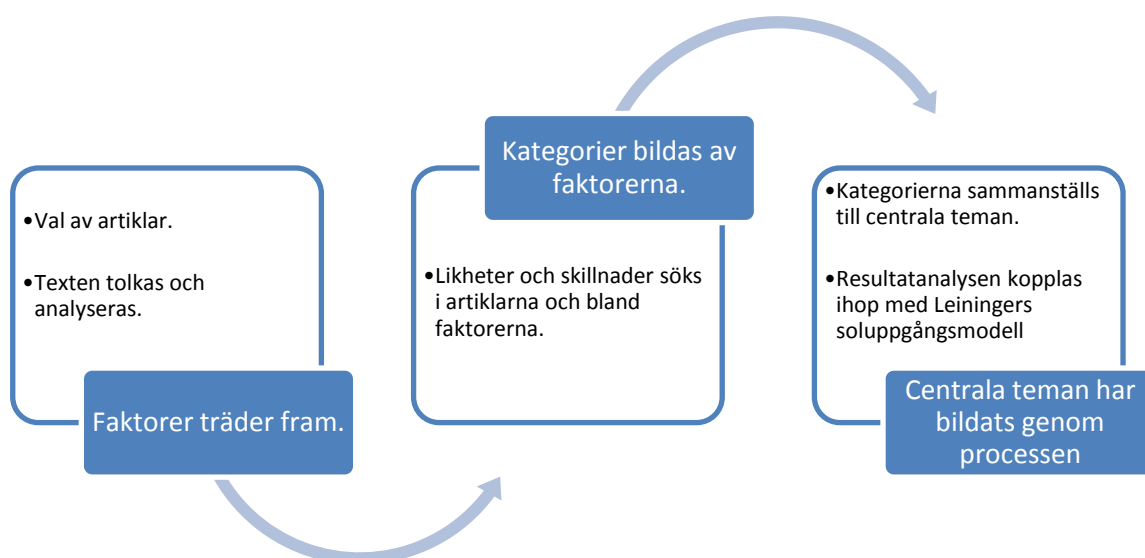 •Val av artiklar.
•Texten tolkas och
analyseras.
Faktorer träder fram.
Kategorier bildas av
faktorerna.
•Likheter och skillnader söks
i artiklarna och bland
faktorerna.
•Kategorierna sammanställs
till centrala teman.
•Resultatanalysen kopplas
ihop med Leiningers
soluppgångsmodell
Centrala teman har
bildats genom
processen